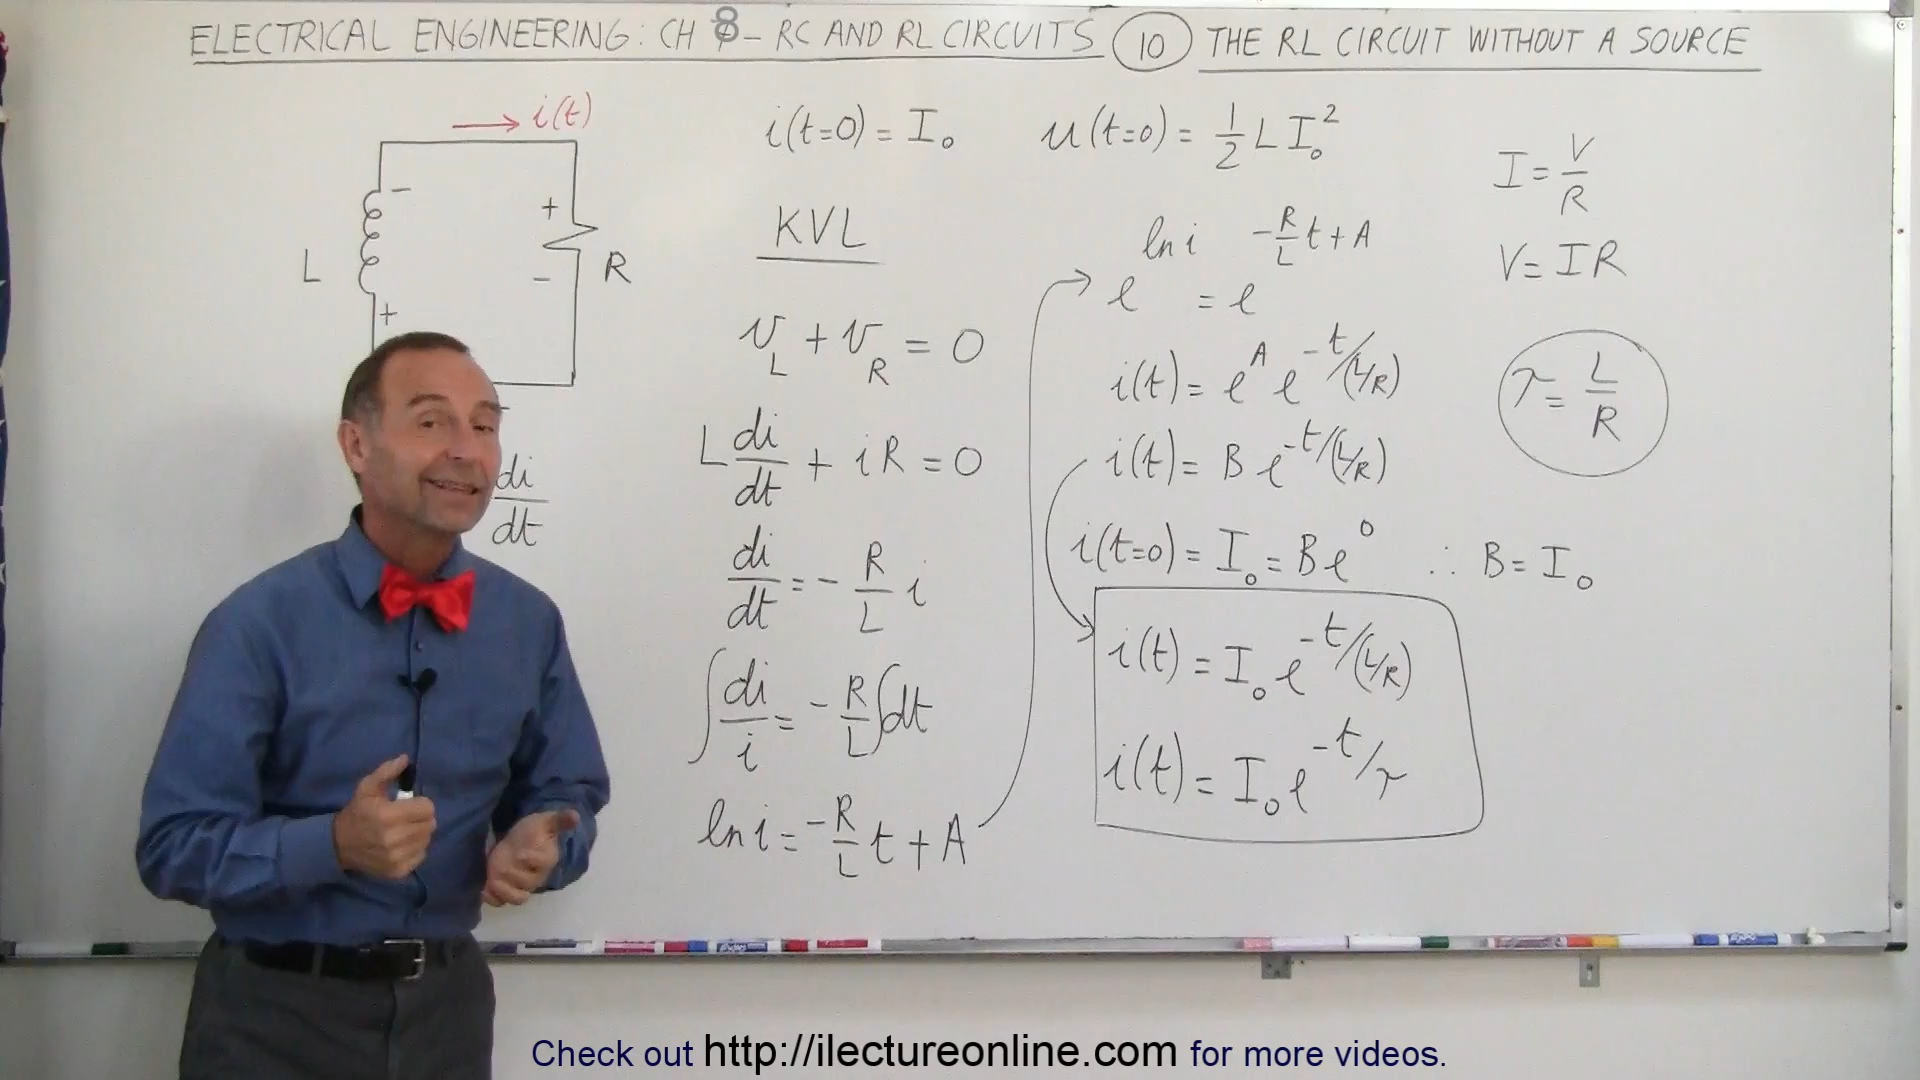 ELECTRICAL ENGINEERING: CH 8 – RC AND RL CIRCUITS (10) THE RL CIRCUIT WITHOUT A SOURCE
i(t)
−
+
L
+
−
R
di/dt
i(t=0) = I₀
KVL
v_L + v_R = 0
L di/dt + iR = 0
di/dt = − R/L i
∫ di/i = − R/L ∫dt
ln i = −R/L t + A
u(t=0) = 1/2 L I₀²
e^(ln i) = e^(−R/L t + A)
i(t) = e^A e^(−t/(L/R))
i(t) = B e^(−t/(L/R))
i(t=0) = I₀ = B e⁰ ∴ B = I₀
i(t) = I₀ e^(−t/(L/R))
i(t) = I₀ e^(−t/τ)
I = V/R
V = IR
τ = L/R
Check out http://ilectureonline.com for more videos.